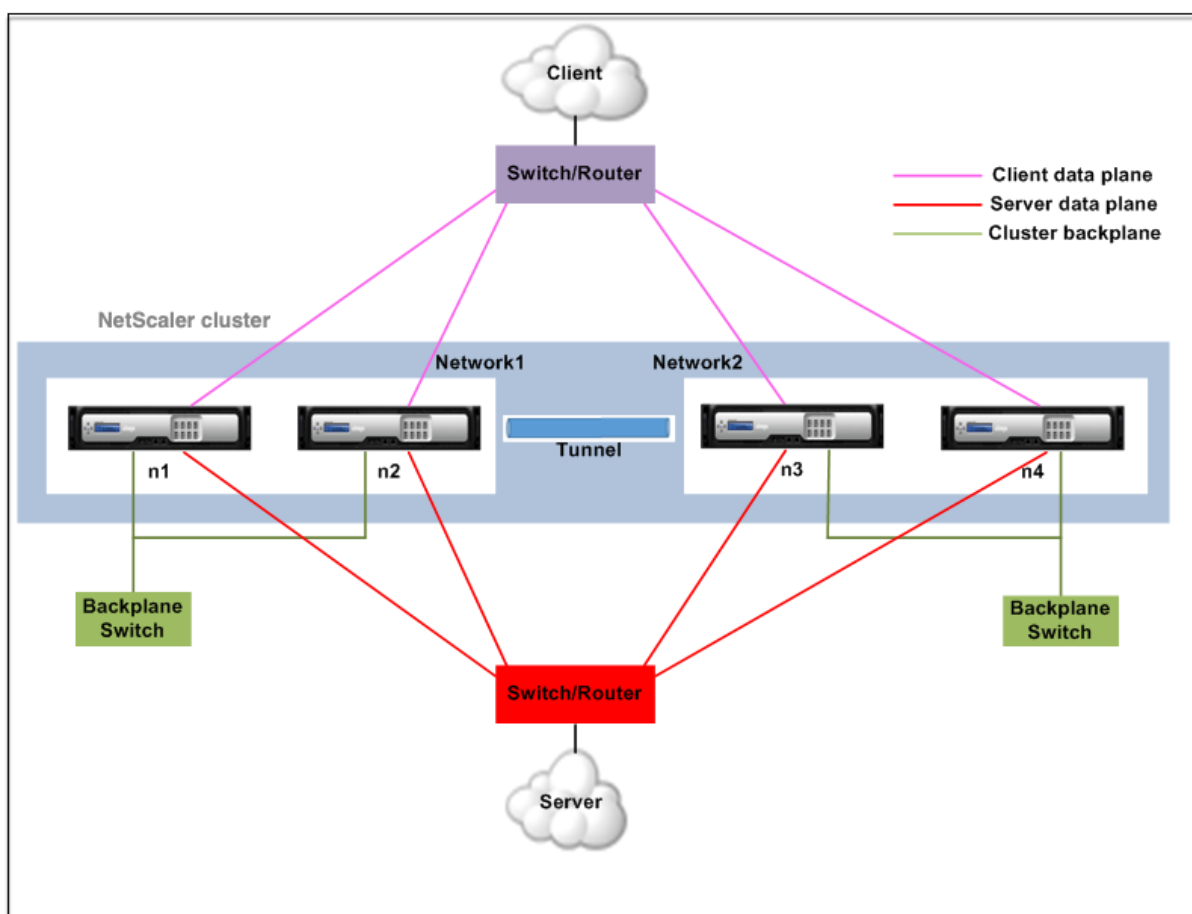 Client
Switch/Router
Client data plane
Server data plane
Cluster backplane
NetScaler cluster
Network1
Network2
Tunnel
n1
n2
n3
n4
Backplane
Switch
Backplane
Switch
Switch/Router
Server